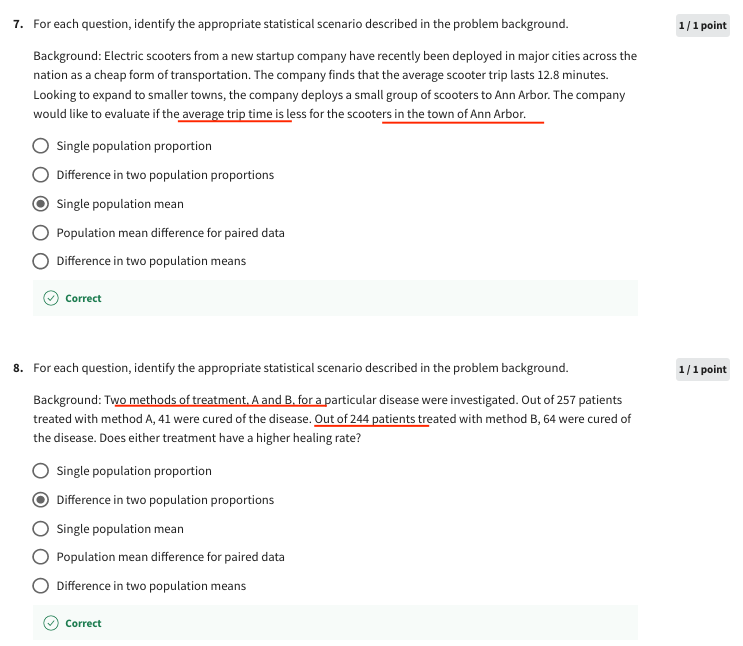 7. For each question, identify the appropriate statistical scenario described in the problem background.
1 / 1 point
Background: Electric scooters from a new startup company have recently been deployed in major cities across the
nation as a cheap form of transportation. The company finds that the average scooter trip lasts 12.8 minutes.
Looking to expand to smaller towns, the company deploys a small group of scooters to Ann Arbor. The company
would like to evaluate if the average trip time is less for the scooters in the town of Ann Arbor.
Single population proportion
Difference in two population proportions
Single population mean
Population mean difference for paired data
Difference in two population means
Correct
8. For each question, identify the appropriate statistical scenario described in the problem background.
1 / 1 point
Background: Two methods of treatment, A and B, for a particular disease were investigated. Out of 257 patients
treated with method A, 41 were cured of the disease. Out of 244 patients treated with method B, 64 were cured of
the disease. Does either treatment have a higher healing rate?
Single population proportion
Difference in two population proportions
Single population mean
Population mean difference for paired data
Difference in two population means
Correct